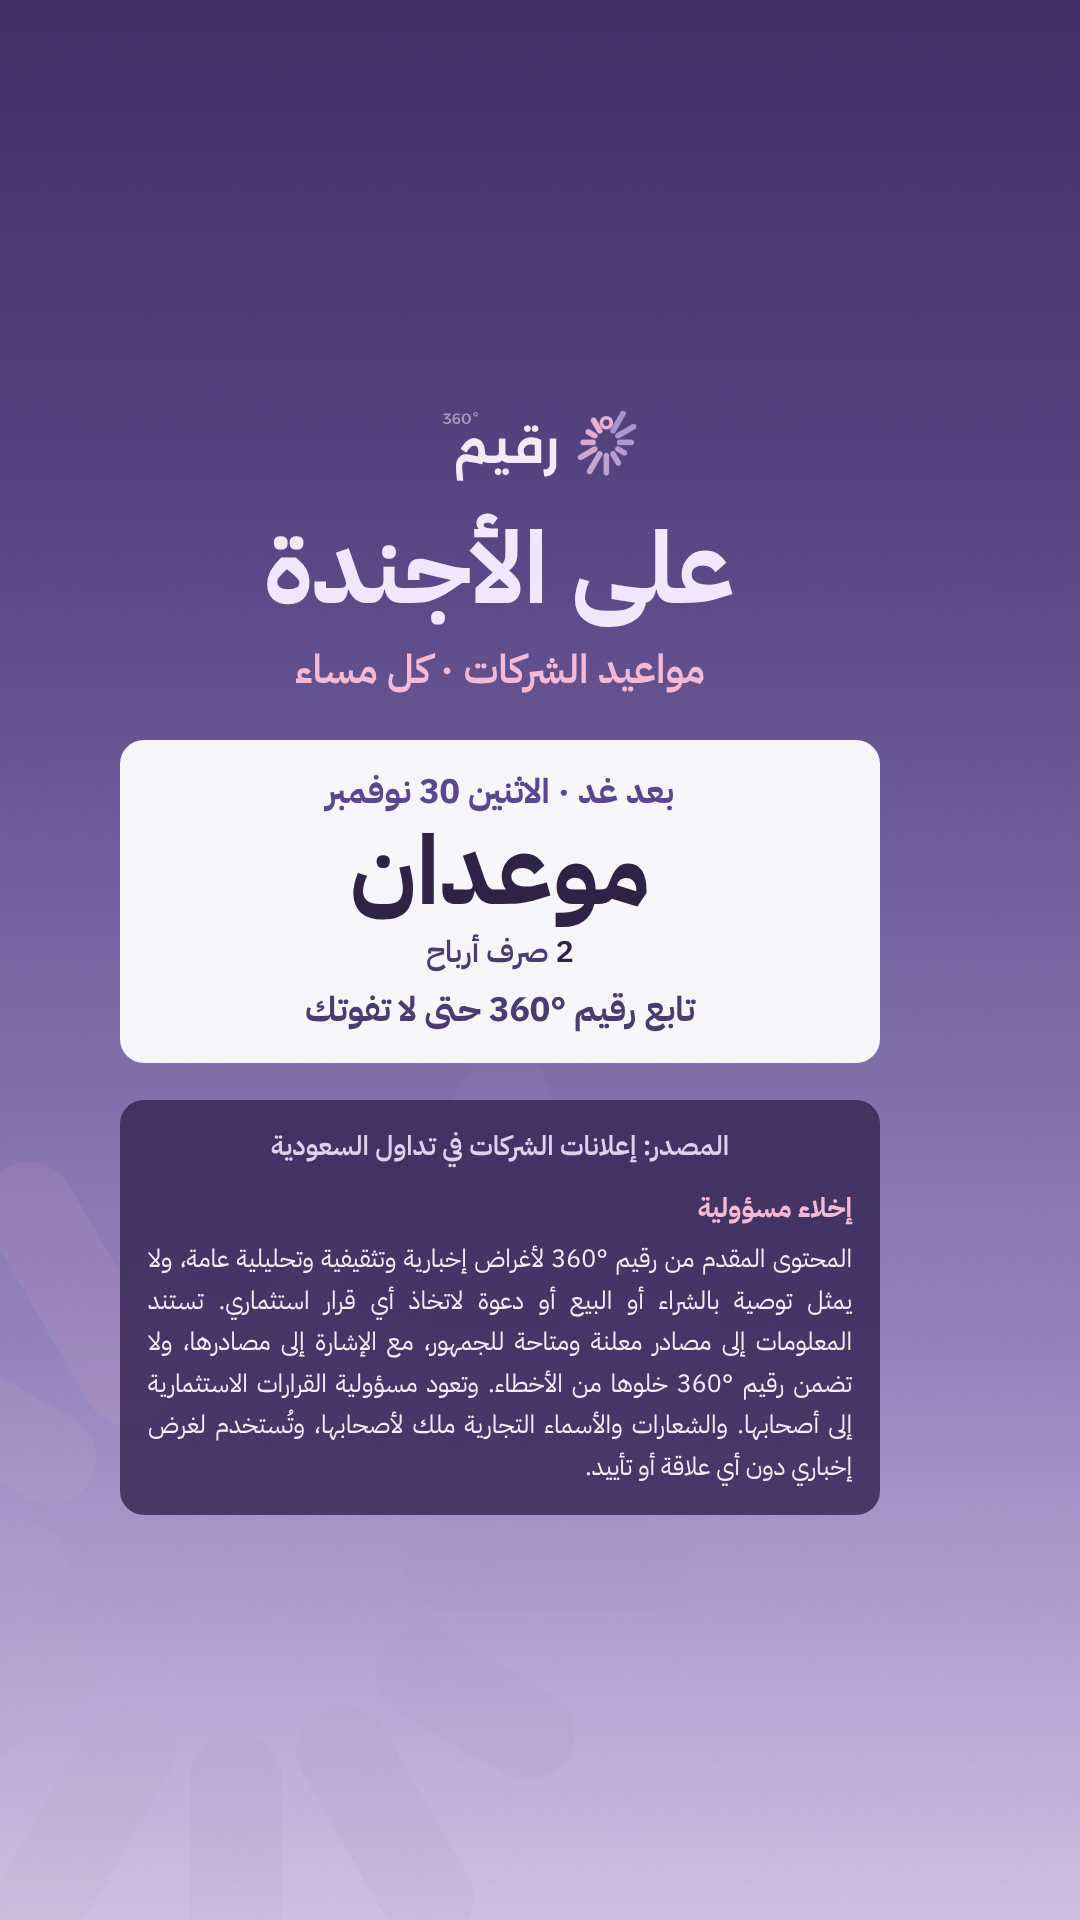 رقيم 360°
على الأجندة
مواعيد الشركات · كل مساء
بعد غد · الاثنين 30 نوفمبر
موعدان
2 صرف أرباح
تابع رقيم 360° حتى لا تفوتك
المصدر: إعلانات الشركات في تداول السعودية
إخلاء مسؤولية
المحتوى المقدم من رقيم 360° لأغراض إخبارية وتثقيفية وتحليلية عامة، ولا
يمثل توصية بالشراء أو البيع أو دعوة لاتخاذ أي قرار استثماري. تستند
المعلومات إلى مصادر معلنة ومتاحة للجمهور، مع الإشارة إلى مصادرها، ولا
تضمن رقيم 360° خلوها من الأخطاء. وتعود مسؤولية القرارات الاستثمارية
إلى أصحابها. والشعارات والأسماء التجارية ملك لأصحابها، وتُستخدم لغرض
إخباري دون أي علاقة أو تأييد.